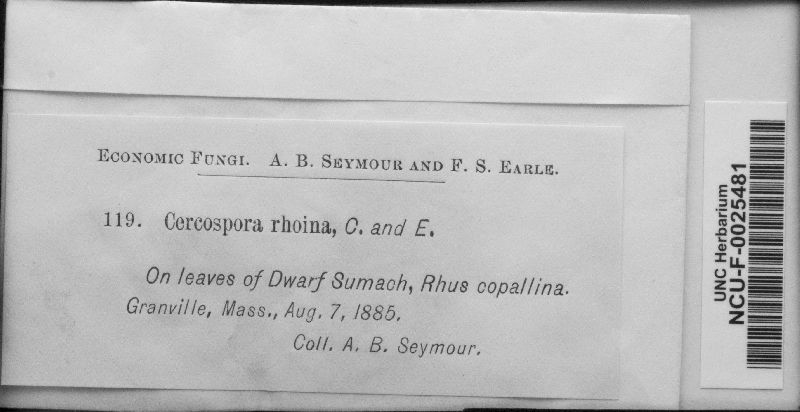 ECONOMIC FUNGI. A. B. SEYMOUR AND F. S. EARLE.
119. Cercospora rhoina, C. and E.
On leaves of Dwarf Sumach, Rhus copallina.
Granville, Mass., Aug. 7, 1885.
Coll. A. B. Seymour.
UNC Herbarium
NCU-F-0025481